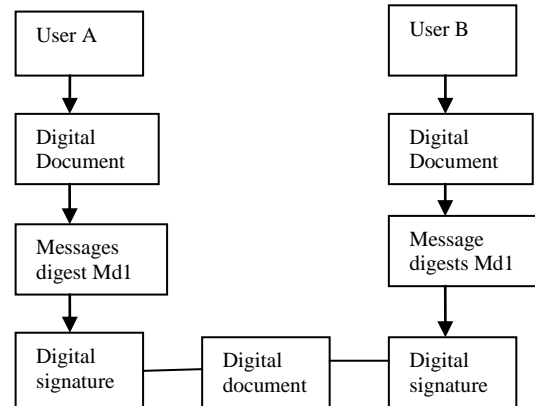 User A
User B
Digital
Document
Digital
Document
Messages
digest Md1
Message
digests Md1
Digital
signature
Digital
document
Digital
signature